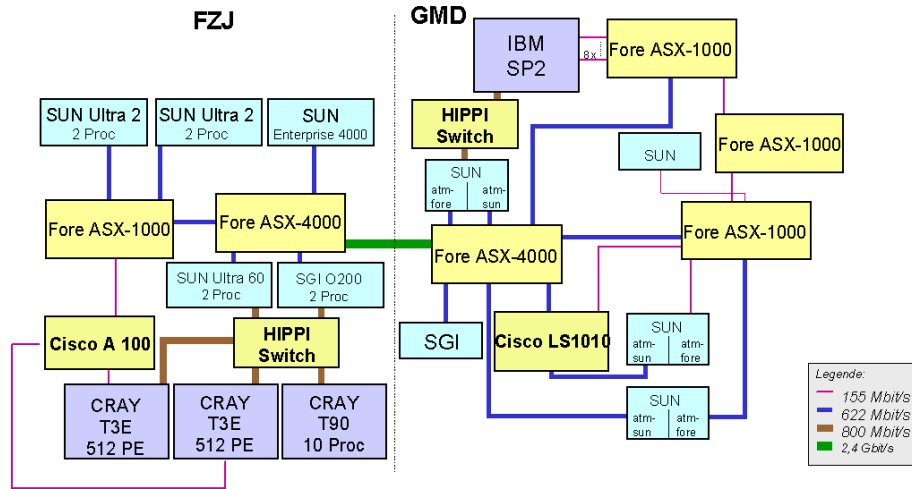 FZJ
GMD
IBM
SP2
8x
Fore ASX-1000
SUN Ultra 2
2 Proc
SUN Ultra 2
2 Proc
SUN
Enterprise 4000
HIPPI
Switch
Fore ASX-1000
SUN
SUN
atm-
fore
atm-
sun
Fore ASX-1000
Fore ASX-4000
Fore ASX-4000
Fore ASX-1000
SUN Ultra 60
2 Proc
SGI O200
2 Proc
Cisco A 100
HIPPI
Switch
SGI
Cisco LS1010
SUN
atm-
sun
atm-
fore
CRAY
T3E
512 PE
CRAY
T3E
512 PE
CRAY
T90
10 Proc
SUN
atm-
sun
atm-
fore
Legende:
155 Mbit/s
622 Mbit/s
800 Mbit/s
2,4 Gbit/s